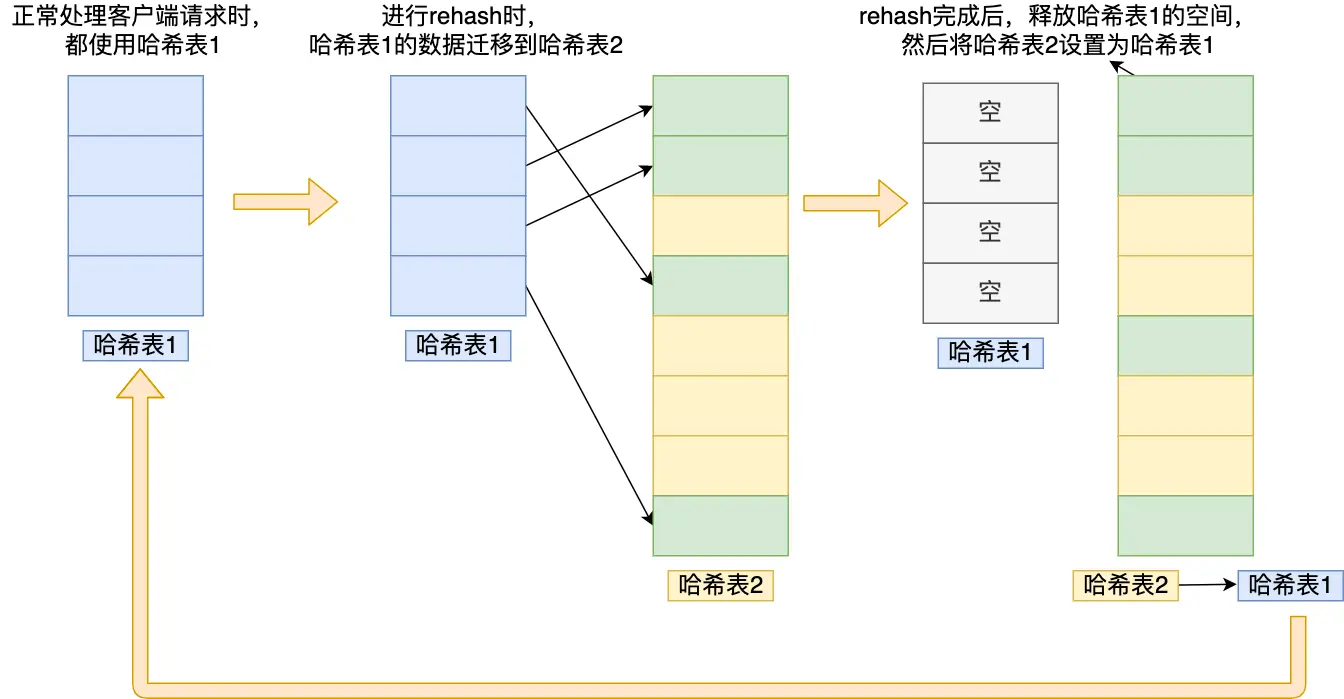 正常处理客户端请求时，
都使用哈希表1
进行rehash时，
哈希表1的数据迁移到哈希表2
rehash完成后，释放哈希表1的空间，
然后将哈希表2设置为哈希表1
空
空
空
空
哈希表1
哈希表1
哈希表1
哈希表2
哈希表2
哈希表1